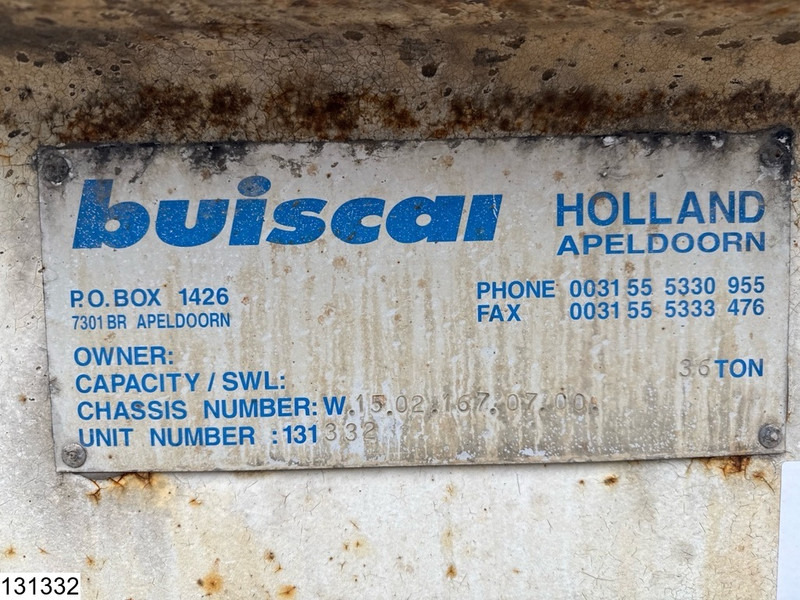 buiscar HOLLAND
APELDOORN
P.O. BOX 1426 PHONE 0031 55 5330 955
7301 BR APELDOORN FAX 0031 55 5333 476
OWNER:
CAPACITY / SWL: 36 TON
CHASSIS NUMBER: W.15.02.167.07.00.
UNIT NUMBER : 131332
131332